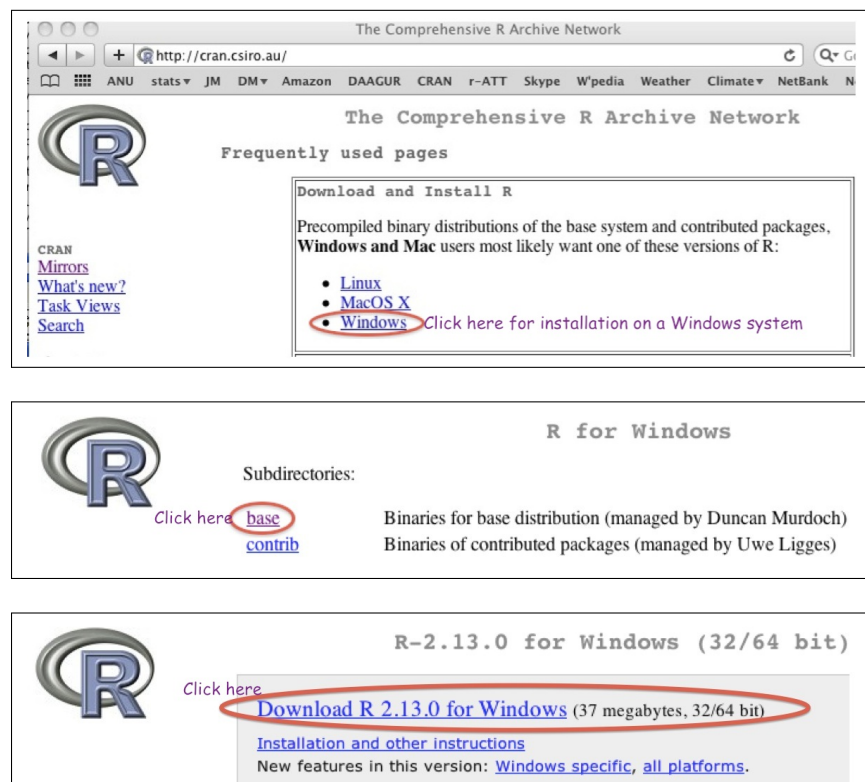 The Comprehensive R Archive Network
http://cran.csiro.au/
ANU stats JM DM Amazon DAAGUR CRAN r-ATT Skype W'pedia Weather Climate NetBank N
R
The Comprehensive R Archive Network
Frequently used pages
Download and Install R
Precompiled binary distributions of the base system and contributed packages,
Windows and Mac users most likely want one of these versions of R:
CRAN
Mirrors
What's new?
Task Views
Search
• Linux
• MacOS X
• Windows Click here for installation on a Windows system
R
R for Windows
Subdirectories:
Click here base Binaries for base distribution (managed by Duncan Murdoch)
contrib Binaries of contributed packages (managed by Uwe Ligges)
R
R-2.13.0 for Windows (32/64 bit)
Click here
Download R 2.13.0 for Windows (37 megabytes, 32/64 bit)
Installation and other instructions
New features in this version: Windows specific, all platforms.